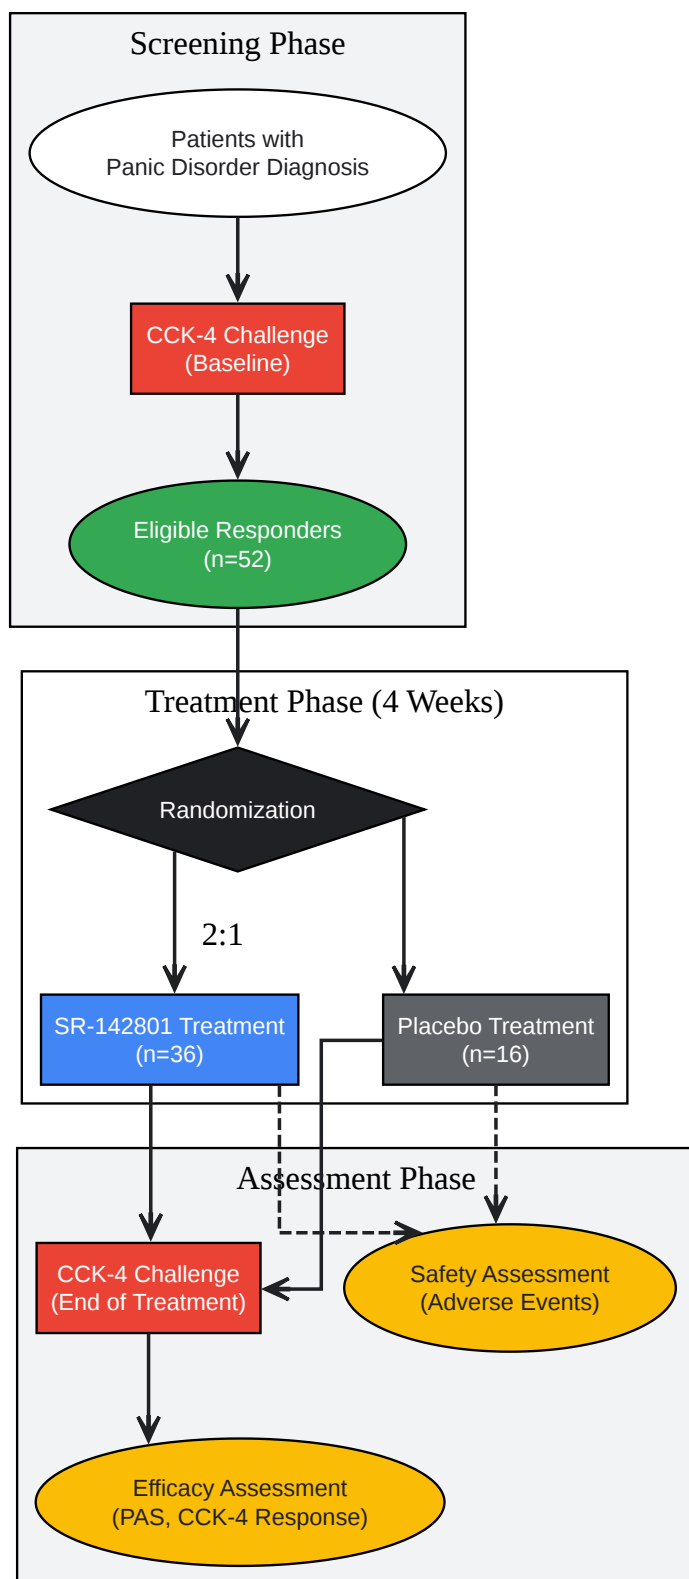 Screening Phase
Patients with
Panic Disorder Diagnosis
CCK-4 Challenge
(Baseline)
Eligible Responders
(n=52)
Treatment Phase (4 Weeks)
Randomization
2:1
SR-142801 Treatment
(n=36)
Placebo Treatment
(n=16)
Assessment Phase
CCK-4 Challenge
(End of Treatment)
Safety Assessment
(Adverse Events)
Efficacy Assessment
(PAS, CCK-4 Response)